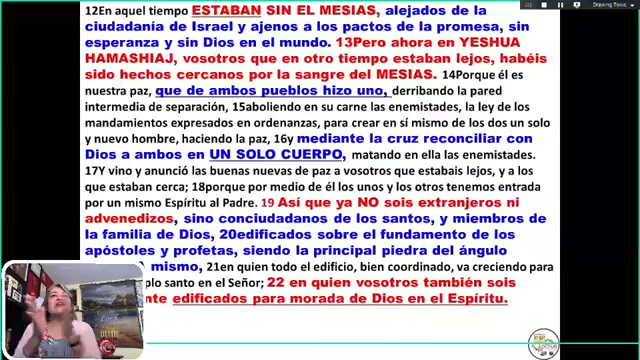 12En aquel tiempo ESTABAN SIN EL MESIAS, alejados de la
ciudadanía de Israel y ajenos a los pactos de la promesa, sin
esperanza y sin Dios en el mundo. 13Pero ahora en YESHUA
HAMASHIAJ, vosotros que en otro tiempo estaban lejos, habéis
sido hechos cercanos por la sangre del MESIAS. 14Porque él es
nuestra paz, que de ambos pueblos hizo uno, derribando la pared
intermedia de separación, 15aboliendo en su carne las enemistades, la ley de los
mandamientos expresados en ordenanzas, para crear en sí mismo de los dos un solo
y nuevo hombre, haciendo la paz, 16y mediante la cruz reconciliar con
Dios a ambos en UN SOLO CUERPO, matando en ella las enemistades.
17Y vino y anunció las buenas nuevas de paz a vosotros que estabais lejos, y a los
que estaban cerca; 18porque por medio de él los unos y los otros tenemos entrada
por un mismo Espíritu al Padre. 19 Así que ya NO sois extranjeros ni
advenedizos, sino conciudadanos de los santos, y miembros de
la familia de Dios, 20edificados sobre el fundamento de los
apóstoles y profetas, siendo la principal piedra del ángulo
mismo, 21en quien todo el edificio, bien coordinado, va creciendo para
santo en el Señor; 22 en quien vosotros también sois
edificados para morada de Dios en el Espíritu.
Drawing Tools